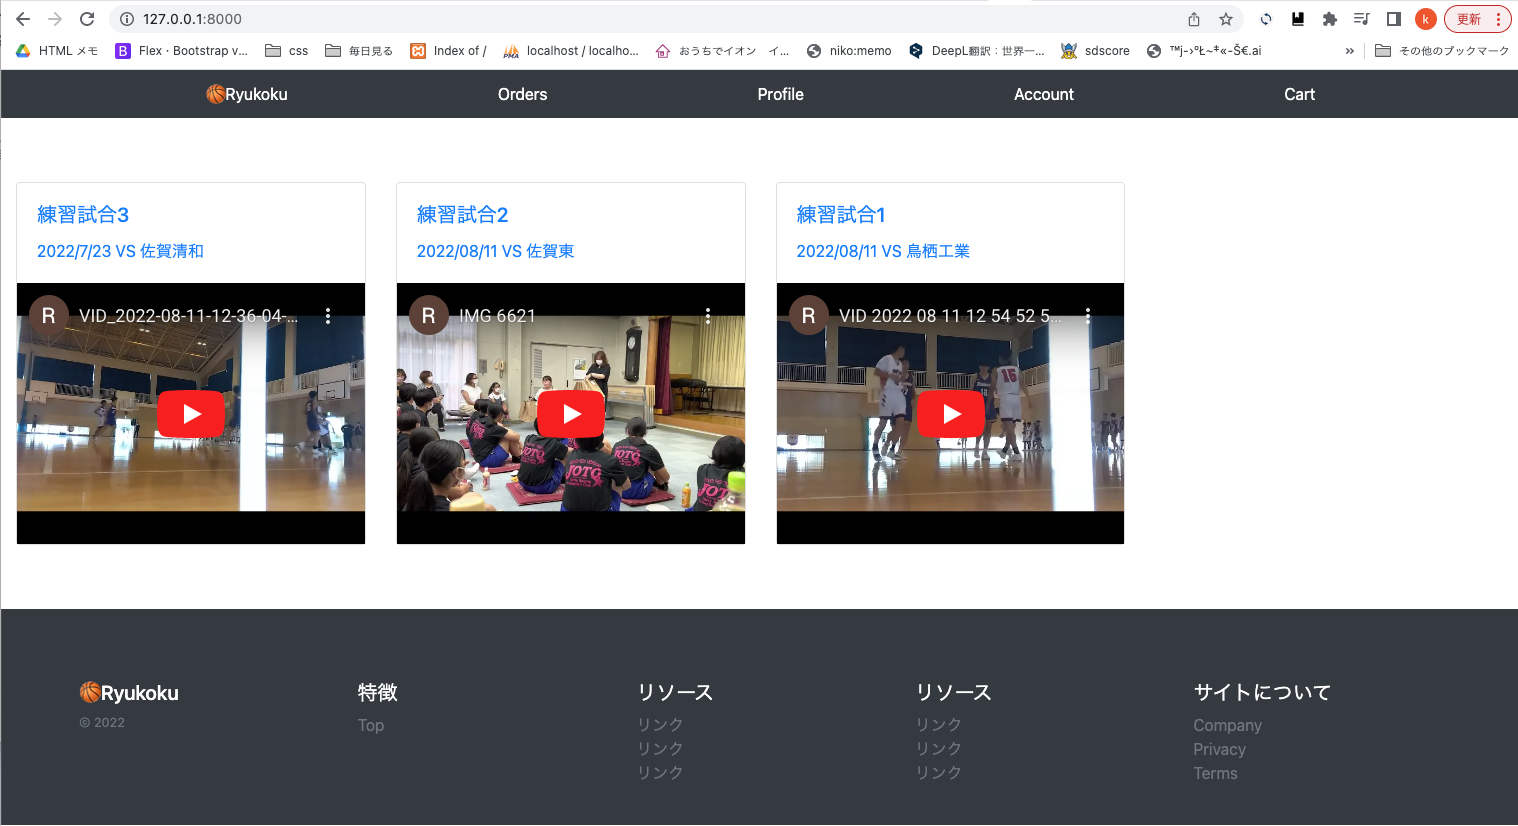 127.0.0.1:8000
更新
HTML メモ
Flex · Bootstrap v...
css
毎日見る
Index of /
localhost / localho...
おうちでイオン イ...
niko:memo
DeepL翻訳：世界一...
sdscore
™j-›ºŁ~‡«-Š€.ai
»
その他のブックマーク
🏀Ryukoku
Orders
Profile
Account
Cart
練習試合3
2022/7/23 VS 佐賀清和
R VID_2022-08-11-12-36-04-...
練習試合2
2022/08/11 VS 佐賀東
R IMG 6621
JOTO
練習試合1
2022/08/11 VS 鳥栖工業
R VID 2022 08 11 12 54 52 5...
🏀Ryukoku
© 2022
特徴
Top
リソース
リンク
リンク
リンク
リソース
リンク
リンク
リンク
サイトについて
Company
Privacy
Terms